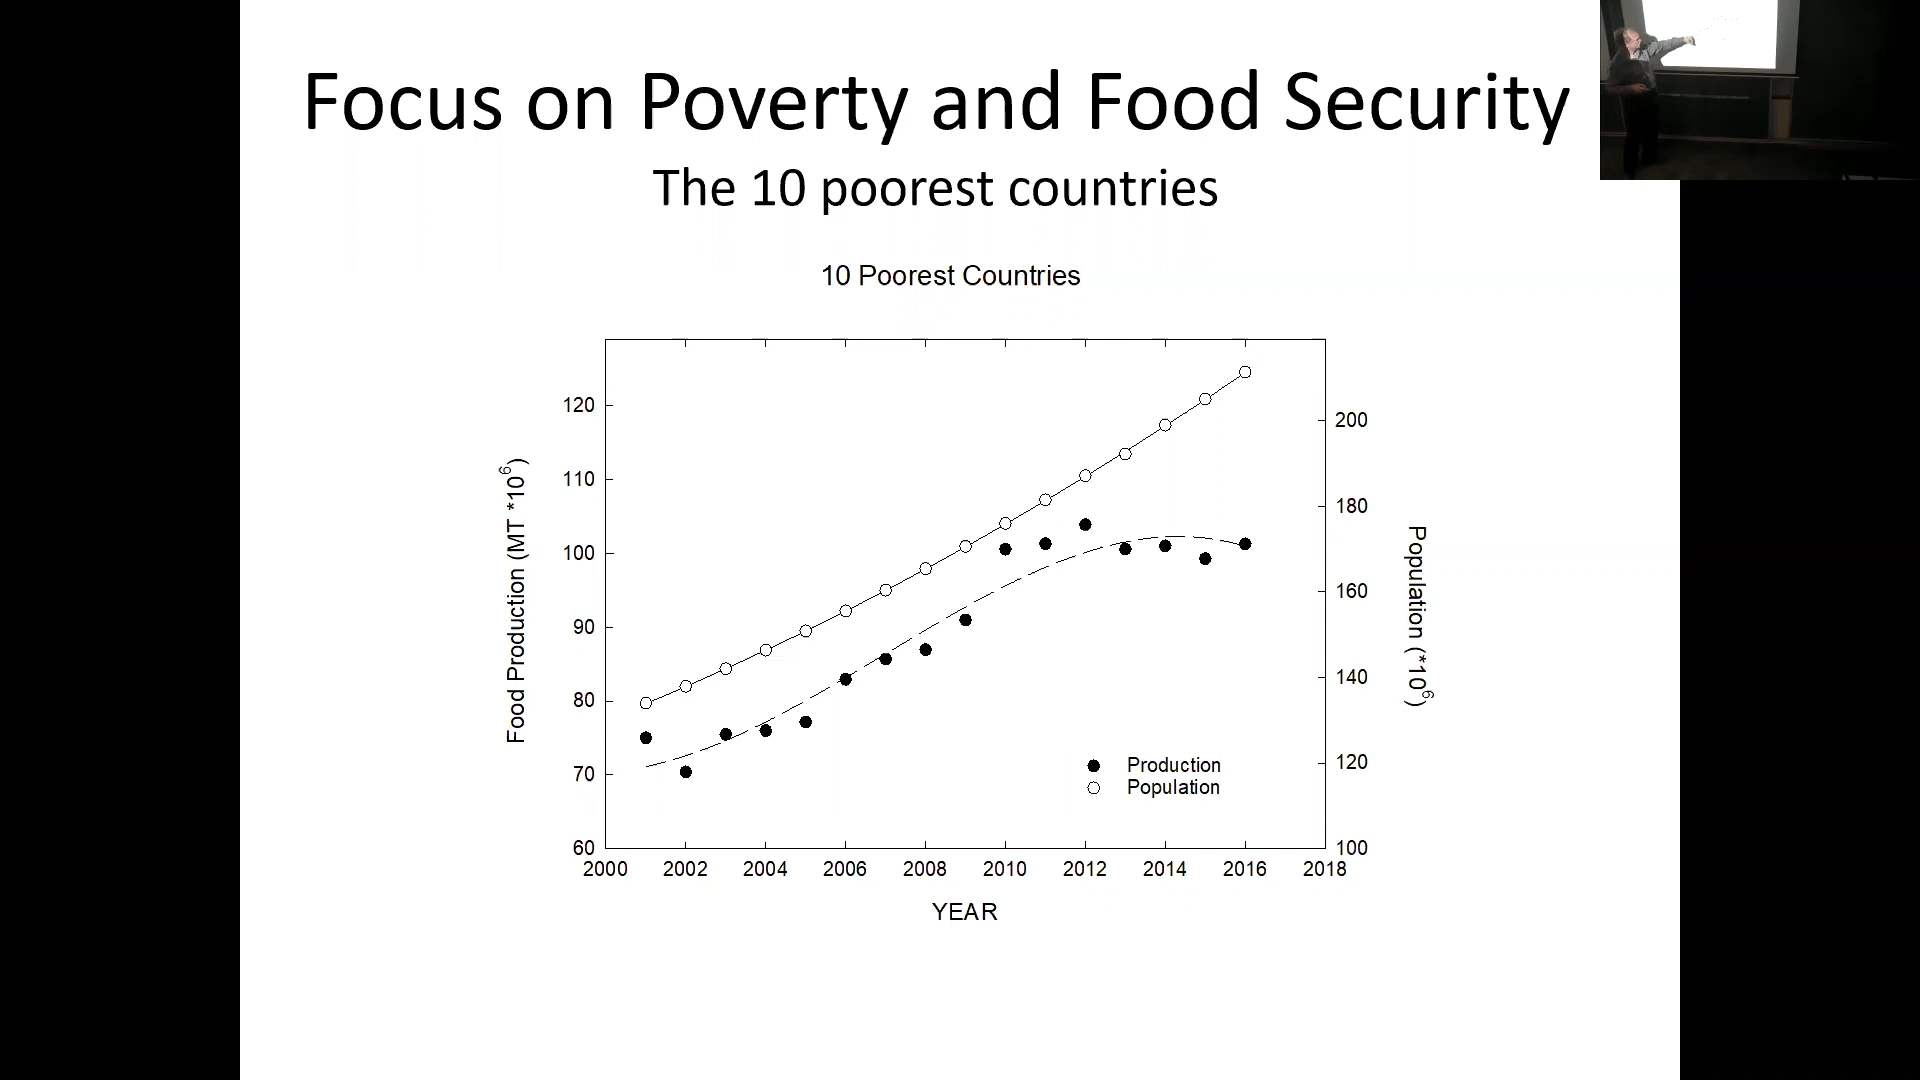 Focus on Poverty and Food Security
The 10 poorest countries
10 Poorest Countries
120
110
100
90
80
70
60
Food Production (MT *10⁶)
200
180
160
140
120
100
Population (*10⁶)
Production
Population
2000 2002 2004 2006 2008 2010 2012 2014 2016 2018
YEAR